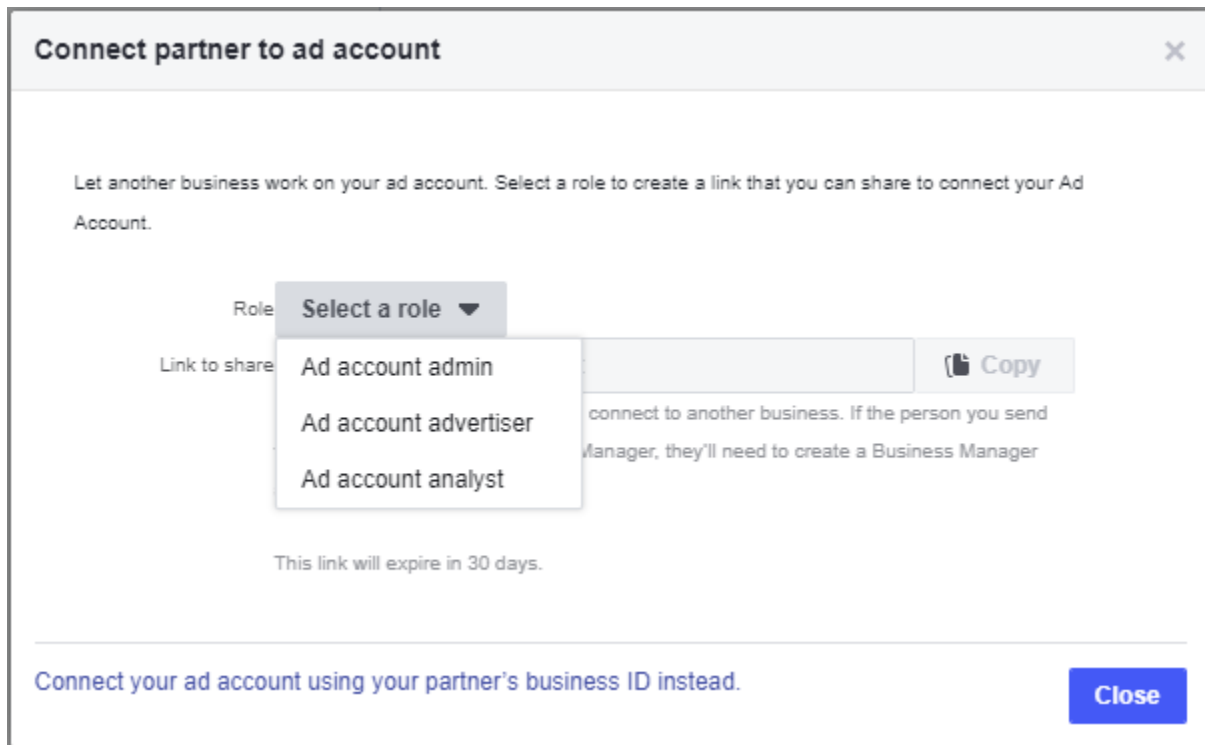 Connect partner to ad account
Let another business work on your ad account. Select a role to create a link that you can share to connect your Ad
Account.
Role
Select a role
Link to share
Copy
Ad account admin
Ad account advertiser
Ad account analyst
connect to another business. If the person you send
Manager, they'll need to create a Business Manager
This link will expire in 30 days.
Connect your ad account using your partner's business ID instead.
Close